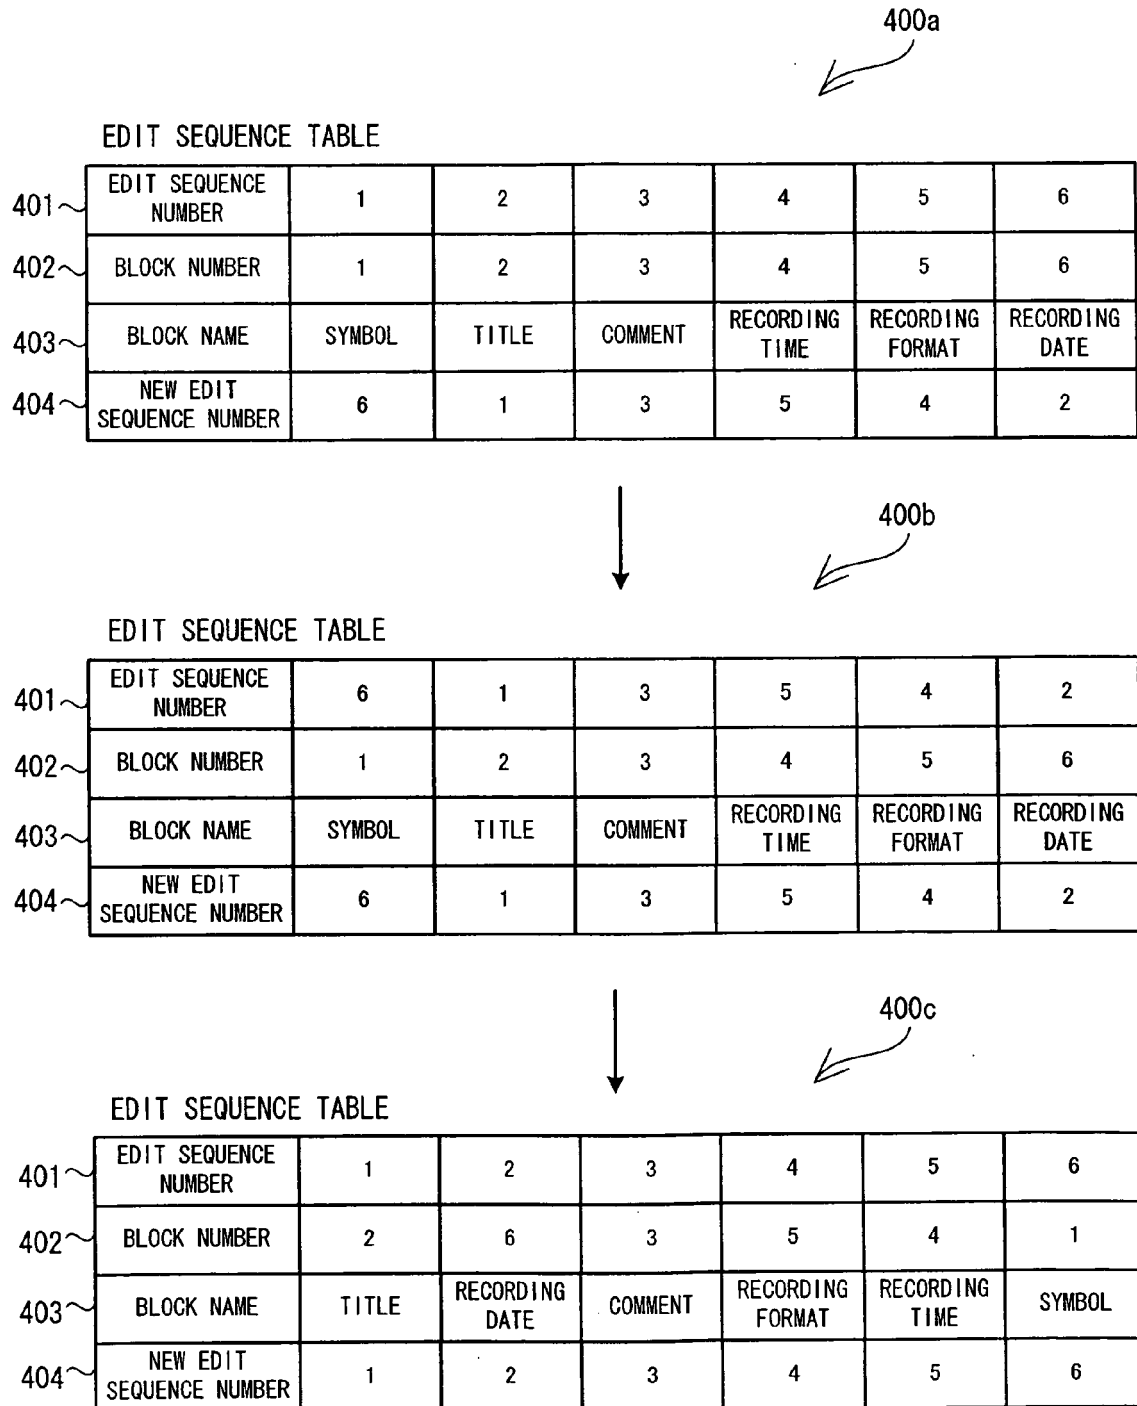 400a
EDIT SEQUENCE TABLE
401 EDIT SEQUENCE NUMBER 1 2 3 4 5 6
402 BLOCK NUMBER 1 2 3 4 5 6
403 BLOCK NAME SYMBOL TITLE COMMENT RECORDING TIME RECORDING FORMAT RECORDING DATE
404 NEW EDIT SEQUENCE NUMBER 6 1 3 5 4 2
400b
EDIT SEQUENCE TABLE
401 EDIT SEQUENCE NUMBER 6 1 3 5 4 2
402 BLOCK NUMBER 1 2 3 4 5 6
403 BLOCK NAME SYMBOL TITLE COMMENT RECORDING TIME RECORDING FORMAT RECORDING DATE
404 NEW EDIT SEQUENCE NUMBER 6 1 3 5 4 2
400c
EDIT SEQUENCE TABLE
401 EDIT SEQUENCE NUMBER 1 2 3 4 5 6
402 BLOCK NUMBER 2 6 3 5 4 1
403 BLOCK NAME TITLE RECORDING DATE COMMENT RECORDING FORMAT RECORDING TIME SYMBOL
404 NEW EDIT SEQUENCE NUMBER 1 2 3 4 5 6